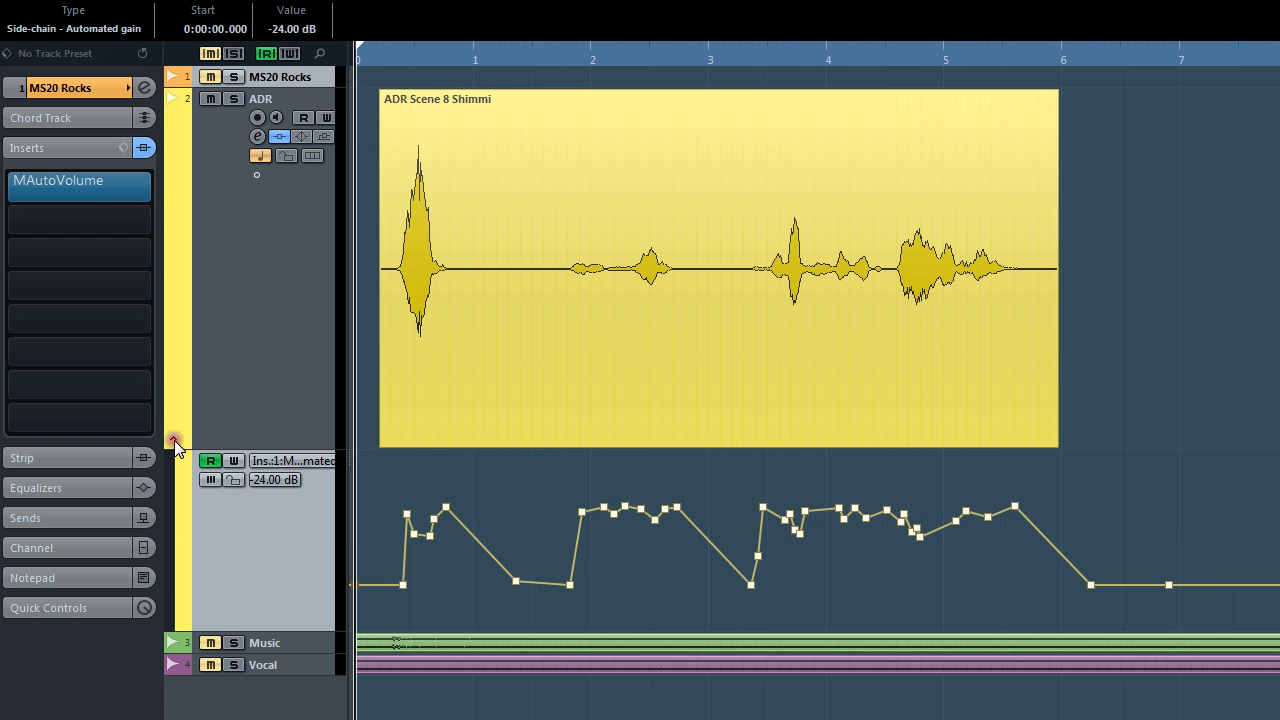 Type Start Value
Side-chain - Automated gain 0:00:00.000 -24.00 dB
No Track Preset M S R W
0 1 2 3 4 5 6 7
1 MS20 Rocks e
1 M S MS20 Rocks
2 M S ADR
ADR Scene 8 Shimmi
Chord Track
R W
e
Inserts
MAutoVolume
Strip
R W Ins.:1:M...mated
-24.00 dB
Equalizers
Sends
Channel
Notepad
Quick Controls
3 M S Music
4 M S Vocal